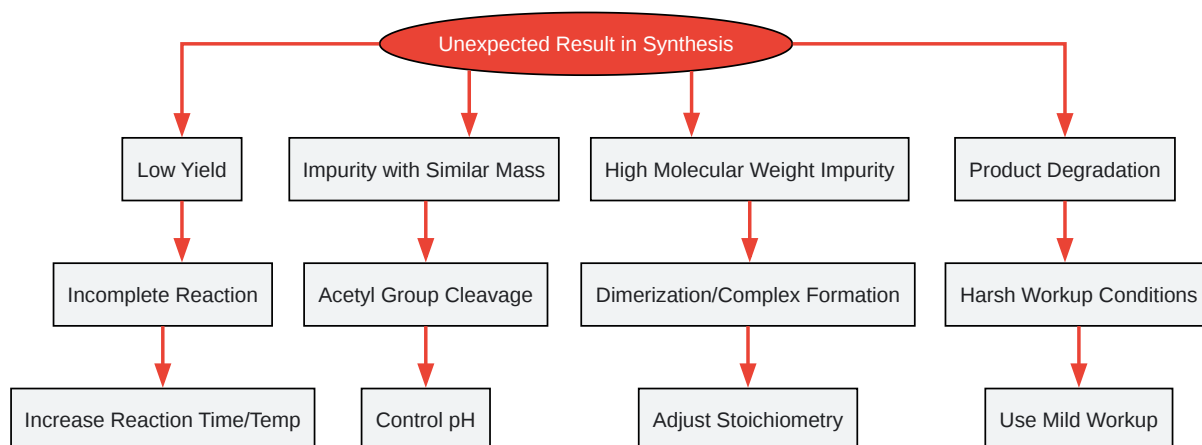 Unexpected Result in Synthesis
Low Yield
Impurity with Similar Mass
High Molecular Weight Impurity
Product Degradation
Incomplete Reaction
Acetyl Group Cleavage
Dimerization/Complex Formation
Harsh Workup Conditions
Increase Reaction Time/Temp
Control pH
Adjust Stoichiometry
Use Mild Workup